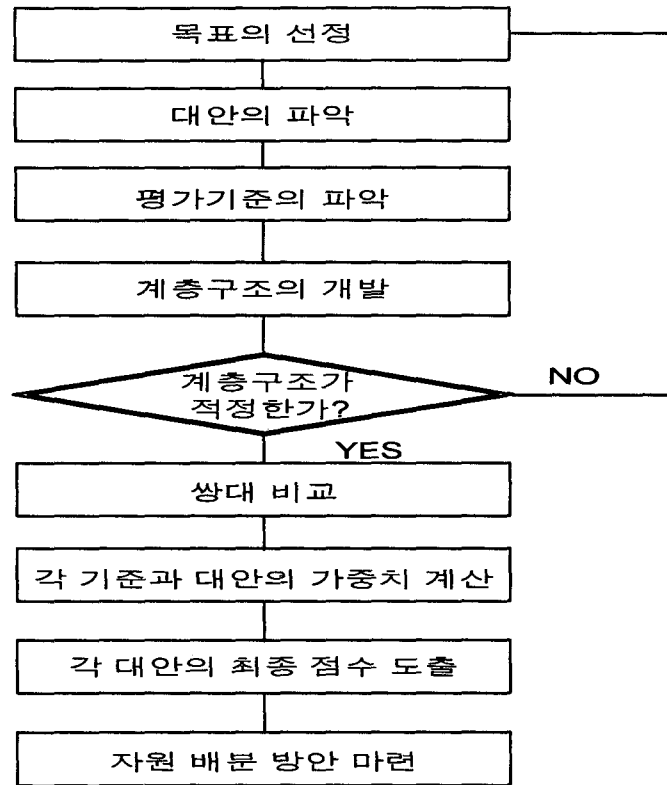 목표의 선정
대안의 파악
평가기준의 파악
계층구조의 개발
계층구조가
적정한가?
NO
YES
쌍대 비교
각 기준과 대안의 가중치 계산
각 대안의 최종 점수 도출
자원 배분 방안 마련